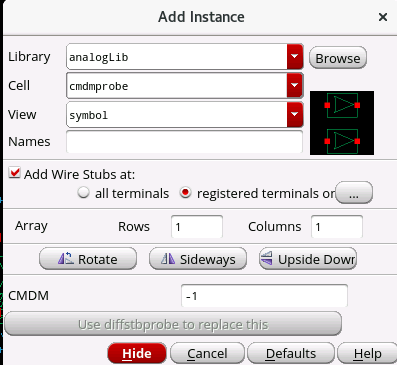 Add Instance
Library analogLib Browse
Cell cmdmprobe
View symbol
Names
Add Wire Stubs at:
all terminals registered terminals or ...
Array Rows 1 Columns 1
Rotate Sideways Upside Down
CMDM -1
Use diffstbprobe to replace this
Hide Cancel Defaults Help